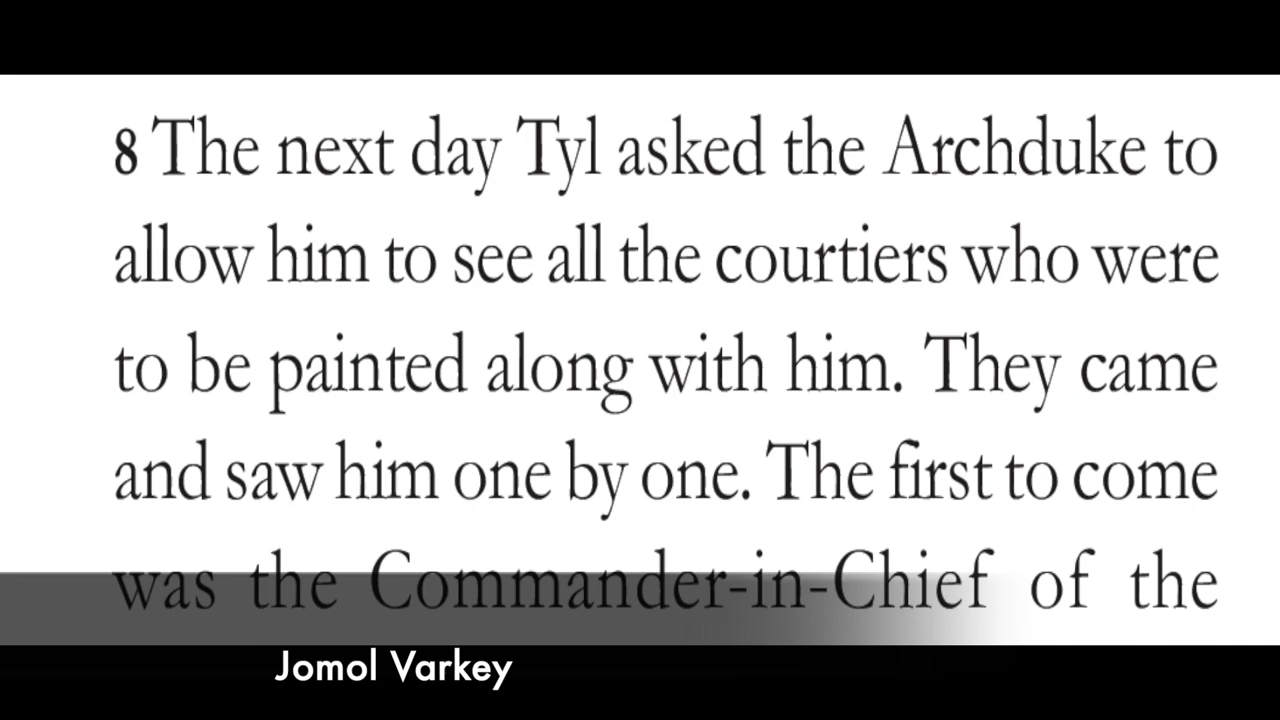 8 The next day Tyl asked the Archduke to
allow him to see all the courtiers who were
to be painted along with him. They came
and saw him one by one. The first to come
was the Commander-in-Chief of the
Jomol Varkey